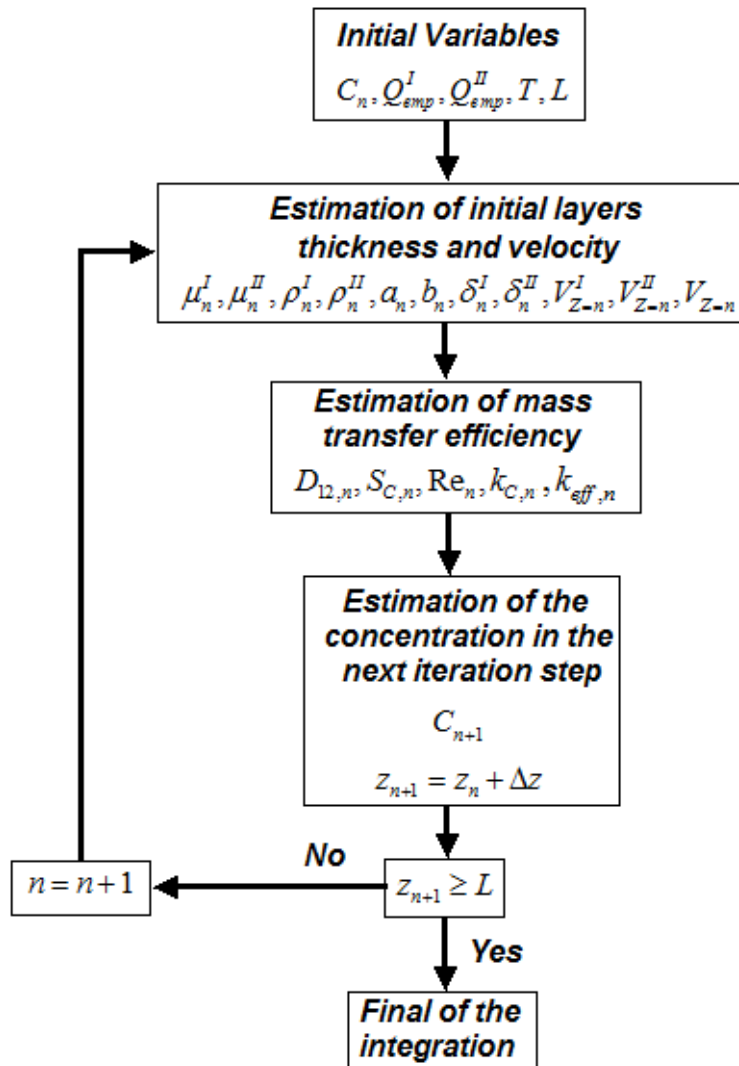 Initial Variables
C_n, Q^I_emp, Q^II_emp, T, L
Estimation of initial layers
thickness and velocity
μ^I_n, μ^II_n, ρ^I_n, ρ^II_n, a_n, b_n, δ^I_n, δ^II_n, V^I_Z=n, V^II_Z=n, V_Z=n
Estimation of mass
transfer efficiency
D_12,n, S_C,n, Re_n, k_C,n, k_eff,n
Estimation of the
concentration in the
next iteration step
C_n+1
z_n+1 = z_n + Δz
No
n = n+1
z_n+1 ≥ L
Yes
Final of the
integration